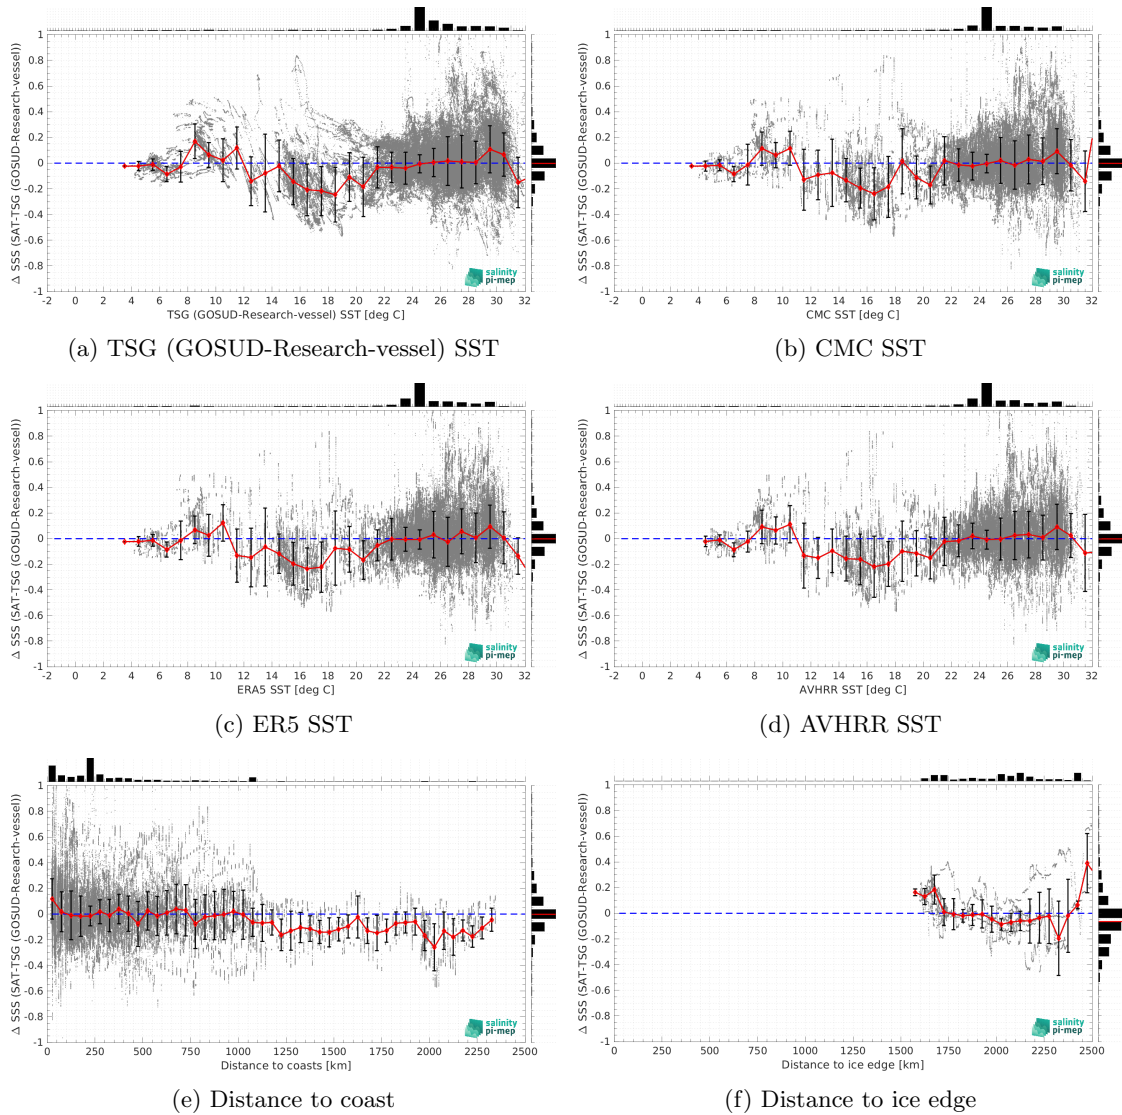 1
0.8
0.6
0.4
0.2
0
-0.2
-0.4
-0.6
-0.8
-1
Δ SSS (SAT-TSG (GOSUD-Research-vessel))
salinity
pi-mep
-2 0 2 4 6 8 10 12 14 16 18 20 22 24 26 28 30 32
TSG (GOSUD-Research-vessel) SST [deg C]
(a) TSG (GOSUD-Research-vessel) SST
1
0.8
0.6
0.4
0.2
0
-0.2
-0.4
-0.6
-0.8
-1
Δ SSS (SAT-TSG (GOSUD-Research-vessel))
salinity
pi-mep
-2 0 2 4 6 8 10 12 14 16 18 20 22 24 26 28 30 32
CMC SST [deg C]
(b) CMC SST
1
0.8
0.6
0.4
0.2
0
-0.2
-0.4
-0.6
-0.8
-1
Δ SSS (SAT-TSG (GOSUD-Research-vessel))
salinity
pi-mep
-2 0 2 4 6 8 10 12 14 16 18 20 22 24 26 28 30 32
ERA5 SST [deg C]
(c) ER5 SST
1
0.8
0.6
0.4
0.2
0
-0.2
-0.4
-0.6
-0.8
-1
Δ SSS (SAT-TSG (GOSUD-Research-vessel))
salinity
pi-mep
-2 0 2 4 6 8 10 12 14 16 18 20 22 24 26 28 30 32
AVHRR SST [deg C]
(d) AVHRR SST
1
0.8
0.6
0.4
0.2
0
-0.2
-0.4
-0.6
-0.8
-1
Δ SSS (SAT-TSG (GOSUD-Research-vessel))
salinity
pi-mep
0 250 500 750 1000 1250 1500 1750 2000 2250 2500
Distance to coasts [km]
(e) Distance to coast
1
0.8
0.6
0.4
0.2
0
-0.2
-0.4
-0.6
-0.8
-1
Δ SSS (SAT-TSG (GOSUD-Research-vessel))
salinity
pi-mep
0 250 500 750 1000 1250 1500 1750 2000 2250 2500
Distance to ice edge [km]
(f) Distance to ice edge